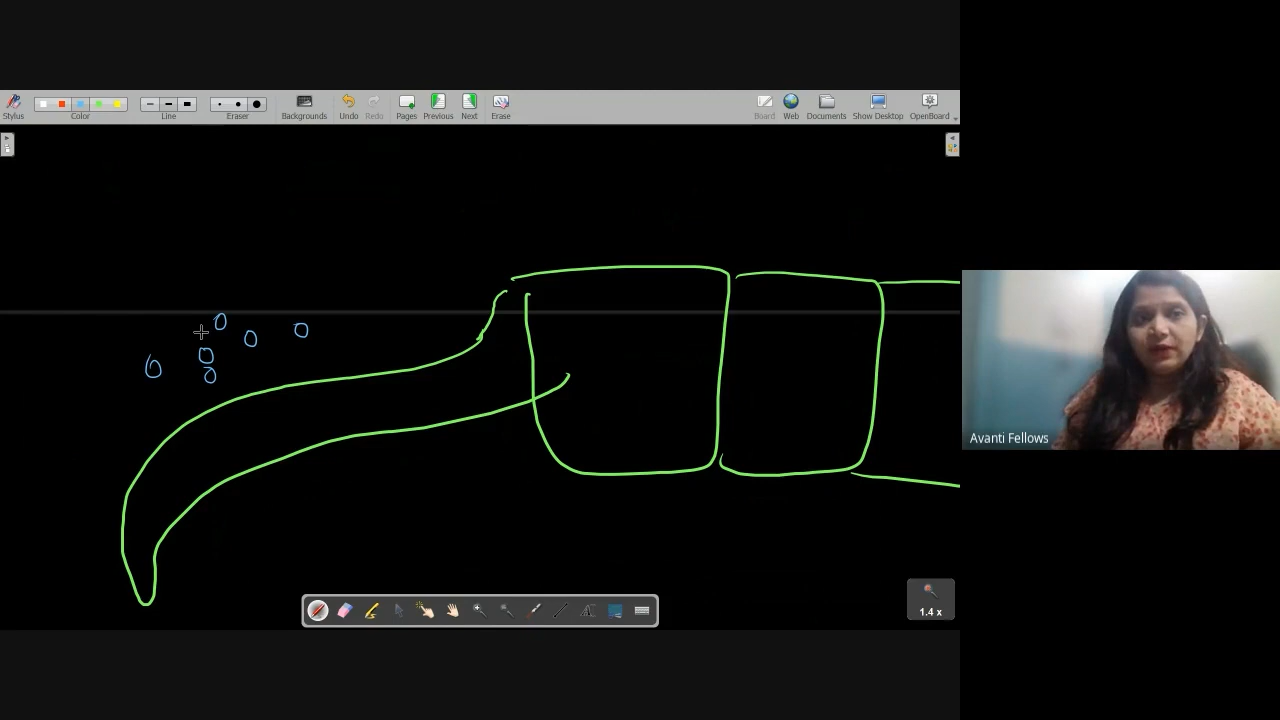 Stylus Color Line Eraser Backgrounds Undo Redo Pages Previous Next Erase Board Web Documents Show Desktop OpenBoard
Avanti Fellows
1.4 x